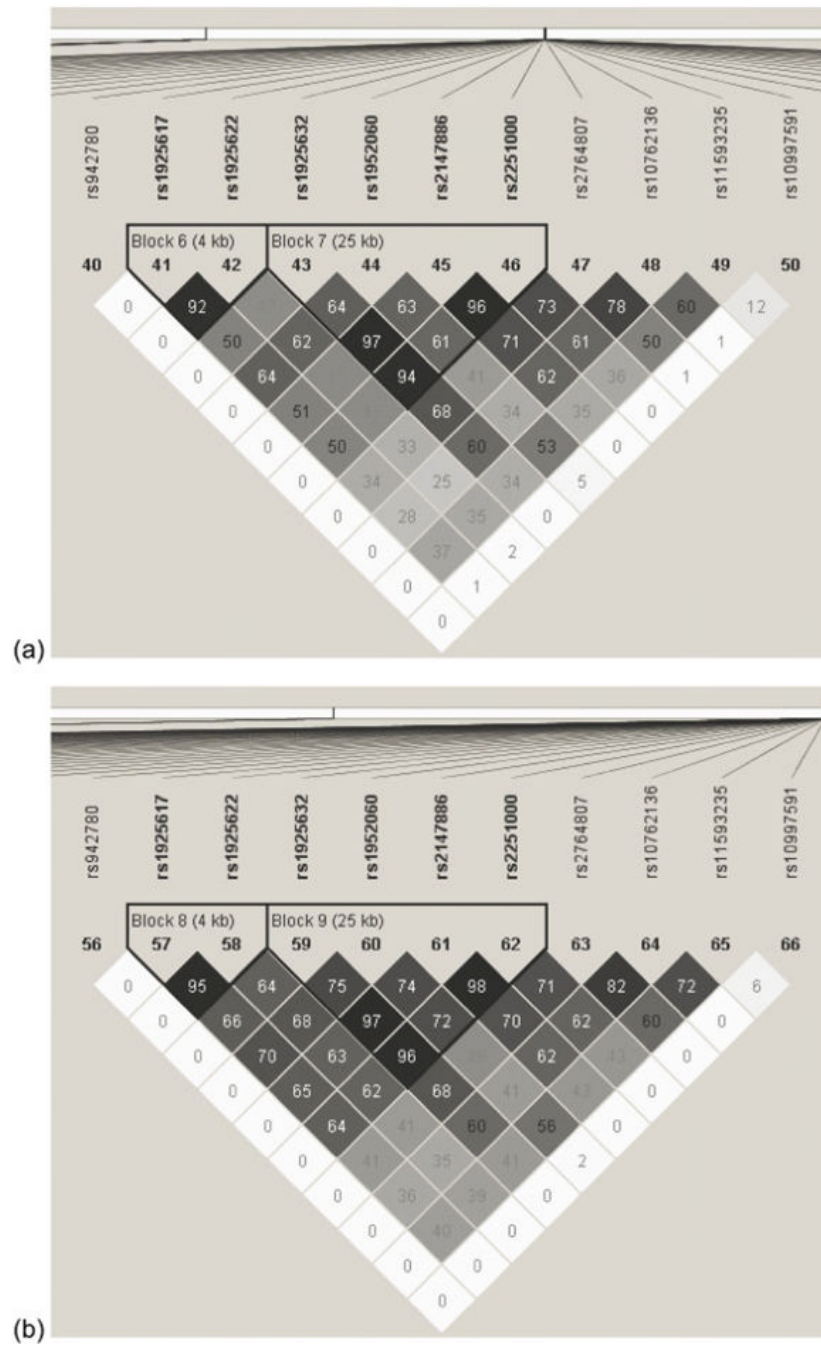 rs942780
rs1925617
rs1925622
rs1925632
rs1952060
rs2147886
rs2251000
rs2764807
rs10762136
rs11593235
rs10997591
Block 6 (4 kb) Block 7 (25 kb)
40 41 42 43 44 45 46 47 48 49 50
0 92 64 63 96 73 78 60 12
0 50 62 97 61 71 61 50 1
0 64 94 41 62 36 1
0 51 68 34 35 0
0 50 33 60 53 0
0 34 25 34 5
0 28 35 0
0 37 2
0 1
0
(a)
rs942780
rs1925617
rs1925622
rs1925632
rs1952060
rs2147886
rs2251000
rs2764807
rs10762136
rs11593235
rs10997591
Block 8 (4 kb) Block 9 (25 kb)
56 57 58 59 60 61 62 63 64 65 66
0 95 64 75 74 98 71 82 72 6
0 66 68 97 72 70 62 60 0
0 70 63 96 62 43 0
0 65 62 68 41 43 0
0 64 41 60 56 0
0 41 35 41 2
0 36 39 0
0 40 0
0 0
0
(b)